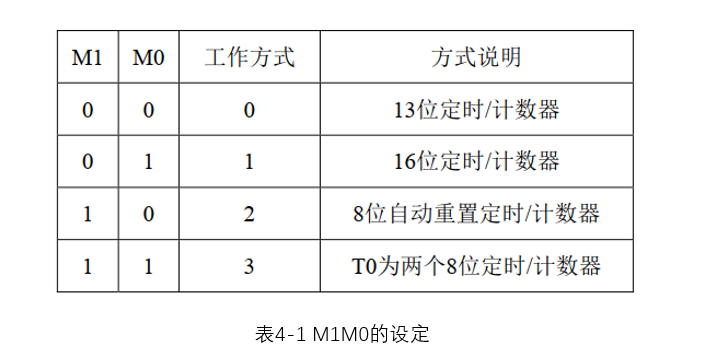 M1 M0 工作方式 方式说明
0 0 0 13位定时/计数器
0 1 1 16位定时/计数器
1 0 2 8位自动重置定时/计数器
1 1 3 T0为两个8位定时/计数器
表4-1 M1M0的设定